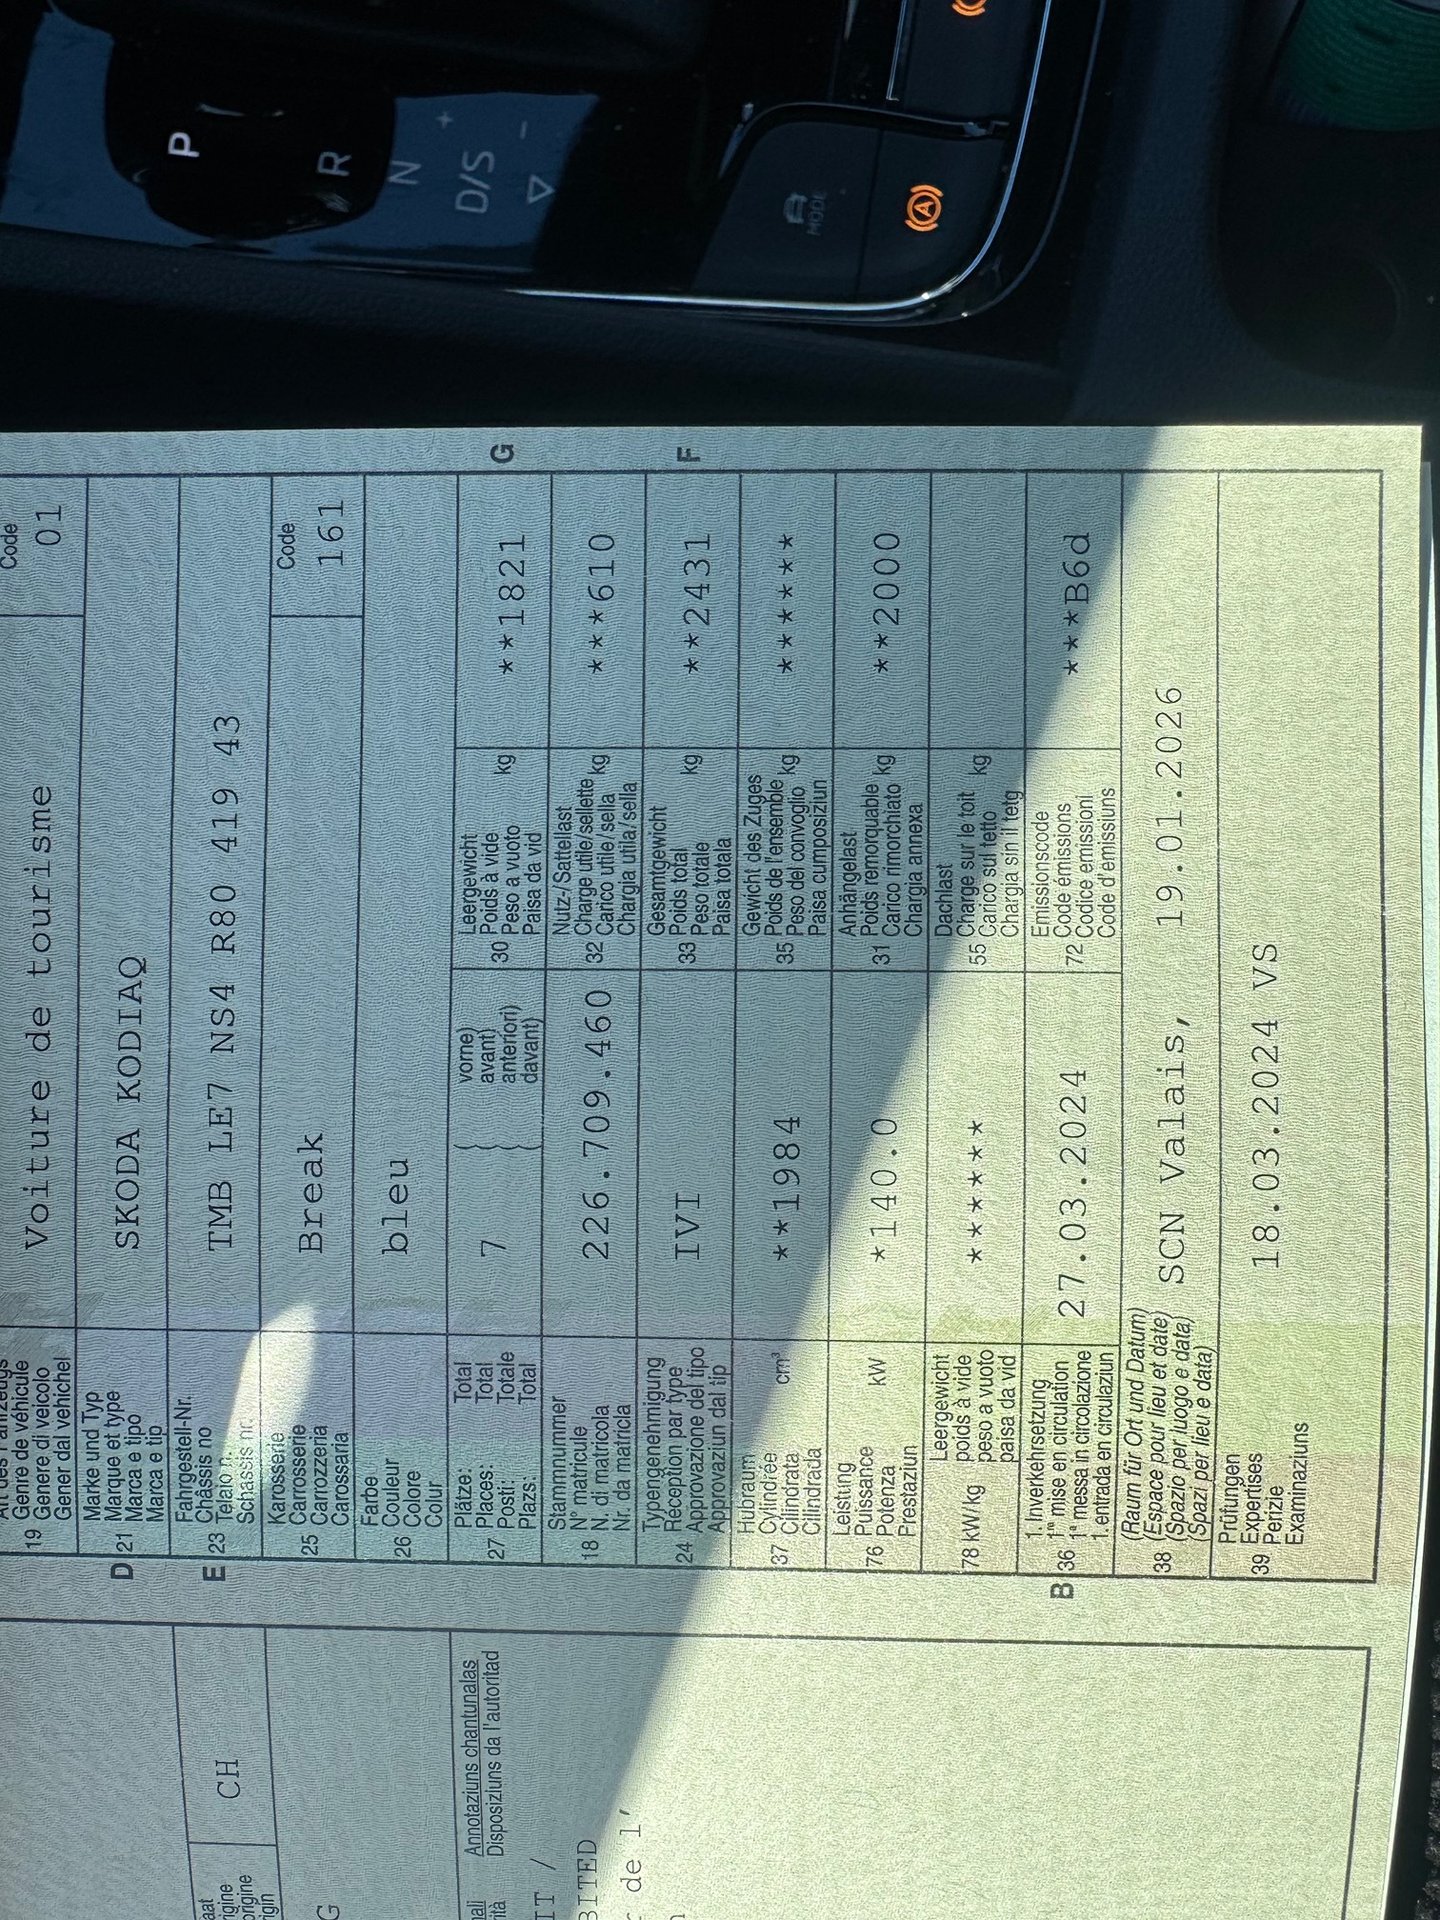 P
R
N
D/S
+
−
MODE
A
Genre de véhicule
19 Genere di veicolo
Gener dal vehichel
Voiture de tourisme
Code
01
Marke und Typ
Marque et type
D 21 Marca e tipo
Marca e tip
SKODA KODIAQ
Fahrgestell-Nr.
Châssis no
E 23 Telaio n.
Schassis nr.
TMB LE7 NS4 R80 419 43
Karosserie
Carrosserie
25 Carozzeria
Carossaria
Break
Code
161
Farbe
Couleur
26 Colore
Colur
bleu
Plätze: Total
Places: Total
27 Posti: Totale
Plazs: Total
7
vorne)
avant)
anteriori)
davant)
Leergewicht
Poids à vide
30 Peso a vuoto kg
Paisa da vid
**1821
G
Stammnummer
N° matricule
18 N. di matricola
Nr. da matricla
226.709.460
Nutz-/Sattellast
Charge utile/sellette
32 Carico utile/sella kg
Chargia utila/sella
***610
Typengenehmigung
Réception par type
24 Approvazione del tipo
Approvaziun dal tip
IVI
Gesamtgewicht
Poids total
33 Peso totale kg
Paisa totala
**2431
F
Hubraum
37 Cylindrée cm³
Cilindrata
Cilindrada
**1984
Gewicht des Zuges
Poids de l'ensemble
35 Peso del convoglio kg
Paisa cumposiziun
******
Leistung
Puissance kW
76 Potenza
Prestaziun
*140.0
Anhängelast
Poids remorquable
31 Carico rimorchiato kg
Chargia annexa
**2000
Leergewicht
78 kW/kg poids à vide
peso a vuoto
paisa da vid
******
Dachlast
Charge sur le toit
55 Carico sul tetto kg
Chargia sin il tetg
1. Inverkehrsetzung
B 36 1re mise en circulation
1a messa in circolazione
1. entrada en circulaziun
27.03.2024
Emissionscode
72 Code émissions
Codice emissioni
Code d'emissiuns
***B6d
(Raum für Ort und Datum)
(Espace pour lieu et date)
38 (Spazio per luogo e data)
(Spazi per lieu e data)
SCN Valais, 19.01.2026
Prüfungen
39 Expertises
Perizie
Examinaziuns
18.03.2024 VS
CH
G
Annotaziuns chantunalas
Disposiziuns da l'autoritad
IT /
BITED
de l'